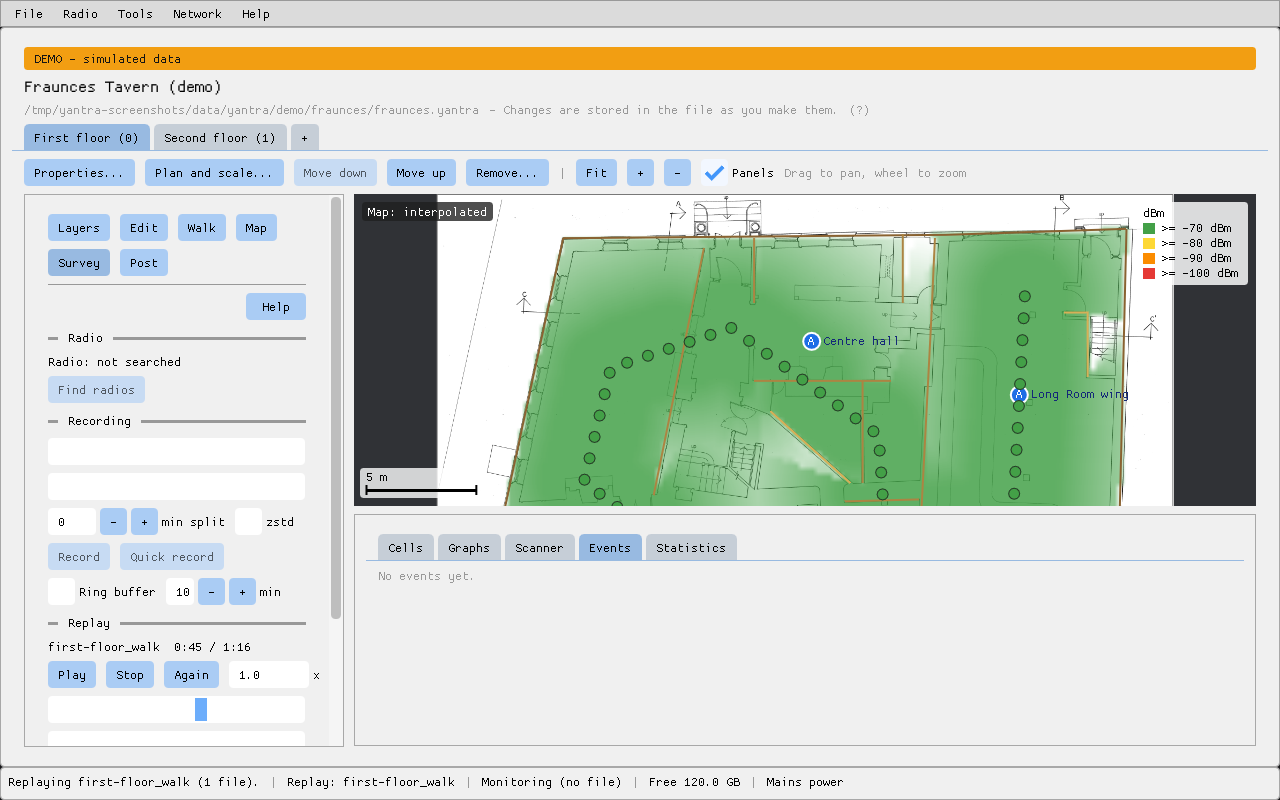 File Radio Tools Network Help
DEMO - simulated data
Fraunces Tavern (demo)
/tmp/yantra-screenshots/data/yantra/demo/fraunces/fraunces.yantra - Changes are stored in the file as you make them. (?)
First floor (0) Second floor (1) +
Properties... Plan and scale... Move down Move up Remove... | Fit + - Panels Drag to pan, wheel to zoom
Layers Edit Walk Map
Survey Post
Help
Radio
Radio: not searched
Find radios
Recording
0 - + min split zstd
Record Quick record
Ring buffer 10 - + min
Replay
first-floor_walk 0:45 / 1:16
Play Stop Again 1.0 x
Map: interpolated
A
B
C
C'
dBm
>= -70 dBm
>= -80 dBm
>= -90 dBm
>= -100 dBm
A Centre hall
A Long Room wing
5 m
Cells Graphs Scanner Events Statistics
No events yet.
Replaying first-floor_walk (1 file). | Replay: first-floor_walk | Monitoring (no file) | Free 120.0 GB | Mains power